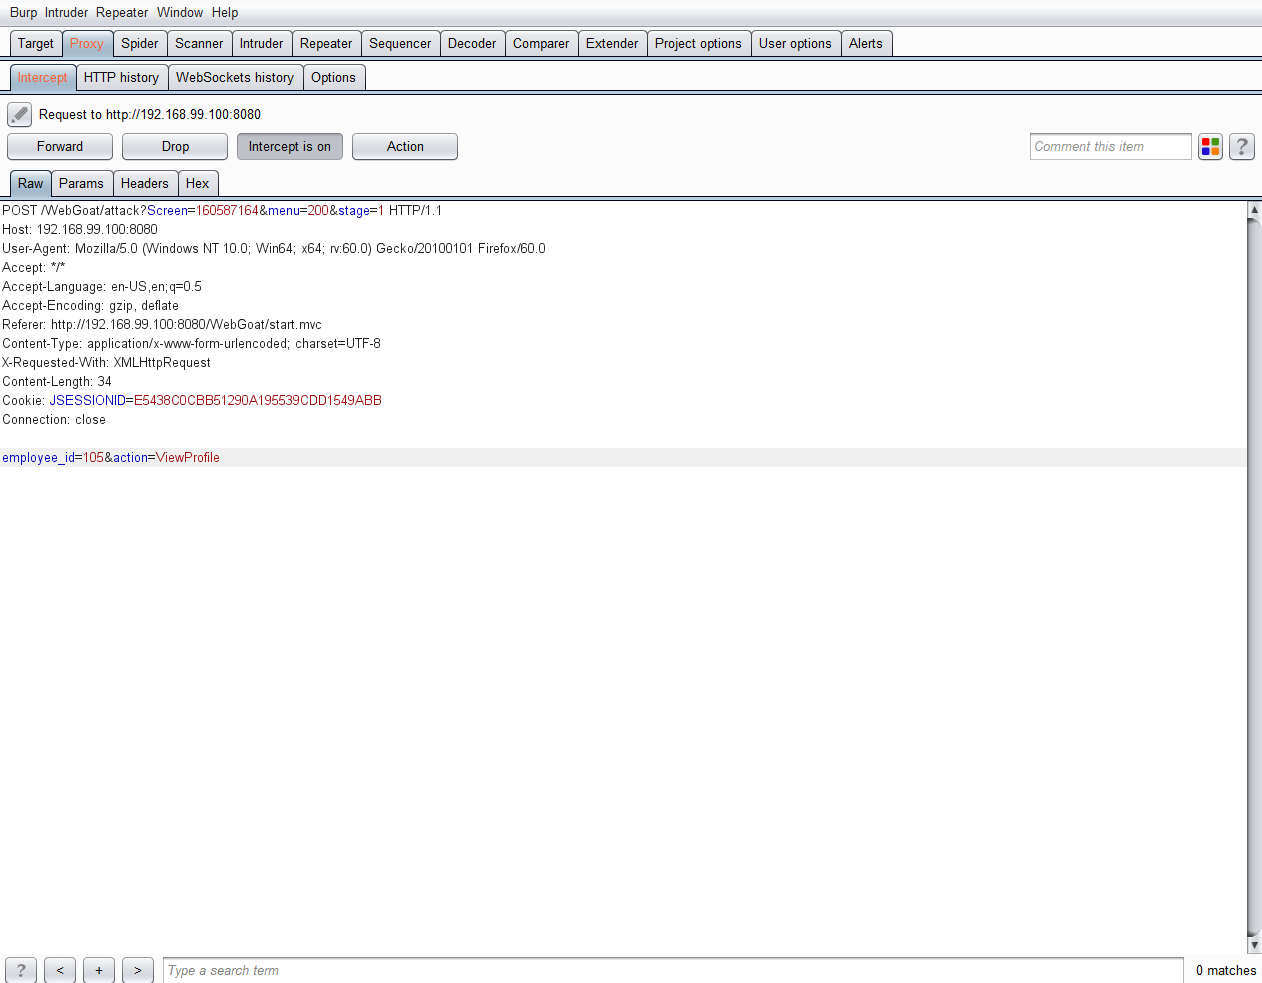 Burp Intruder Repeater Window Help
Target Proxy Spider Scanner Intruder Repeater Sequencer Decoder Comparer Extender Project options User options Alerts
Intercept HTTP history WebSockets history Options
Request to http://192.168.99.100:8080
Forward Drop Intercept is on Action Comment this item ?
Raw Params Headers Hex
POST /WebGoat/attack?Screen=160587164&menu=200&stage=1 HTTP/1.1
Host: 192.168.99.100:8080
User-Agent: Mozilla/5.0 (Windows NT 10.0; Win64; x64; rv:60.0) Gecko/20100101 Firefox/60.0
Accept: */*
Accept-Language: en-US,en;q=0.5
Accept-Encoding: gzip, deflate
Referer: http://192.168.99.100:8080/WebGoat/start.mvc
Content-Type: application/x-www-form-urlencoded; charset=UTF-8
X-Requested-With: XMLHttpRequest
Content-Length: 34
Cookie: JSESSIONID=E5438C0CBB51290A195539CDD1549ABB
Connection: close
employee_id=105&action=ViewProfile
? < + > Type a search term 0 matches